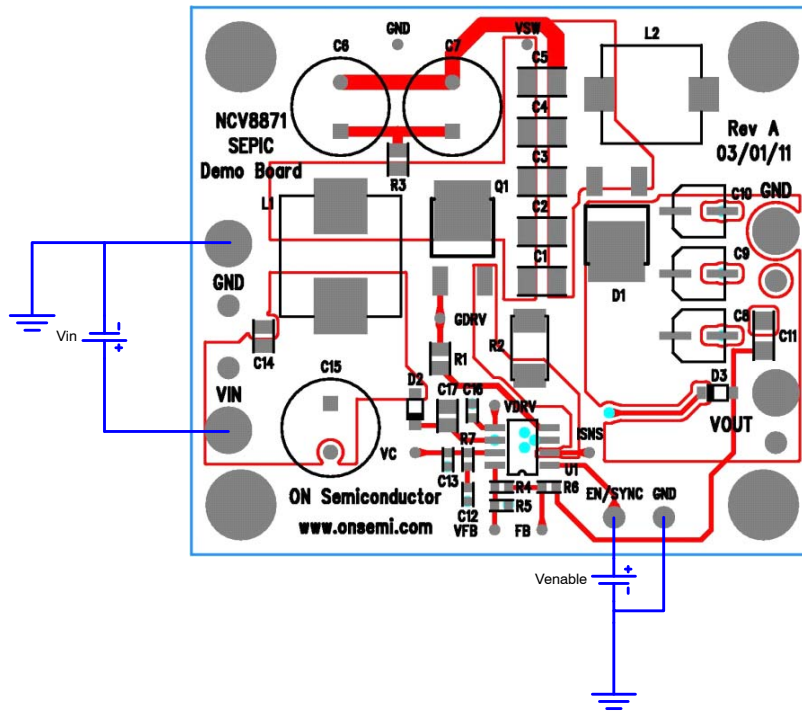 GND
VSW
C6
C7
C5
L2
C4
NCV8871
SEPIC
Demo Board
Rev A
03/01/11
C3
R3
Q1
L1
C10
GND
C2
C9
C1
GND
D1
GDRV
C8
C11
Vin
R1
R2
C14
C15
D2
C17
C16
VDRV
D3
VIN
VOUT
R7
ISNS
VC
U1
C13
R4
R6
EN/SYNC
GND
ON Semiconductor
C12
R5
www.onsemi.com
VFB
FB
Venable